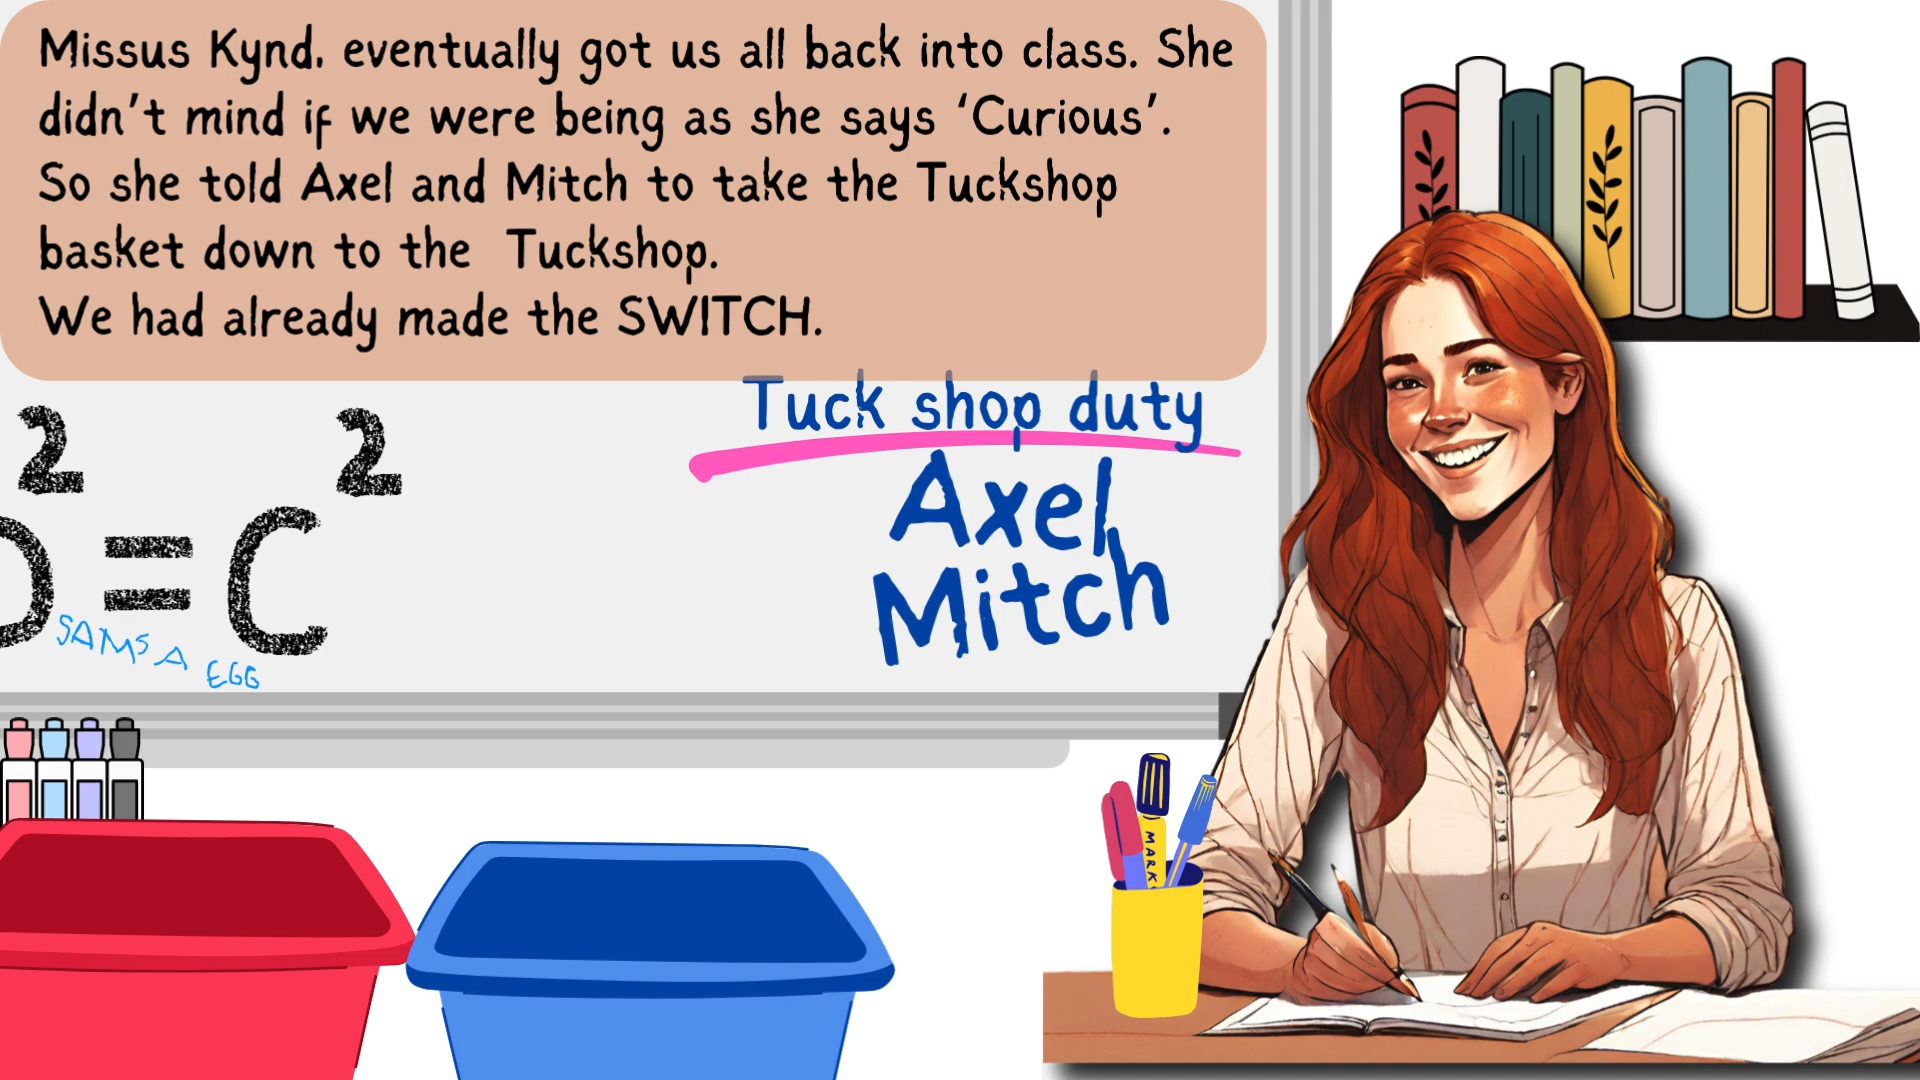 Missus Kynd, eventually got us all back into class. She
didn't mind if we were being as she says 'Curious'.
So she told Axel and Mitch to take the Tuckshop
basket down to the Tuckshop.
We had already made the SWITCH.
Tuck shop duty
Axel
Mitch
2 2
=C
SAMS A EGG
MARK